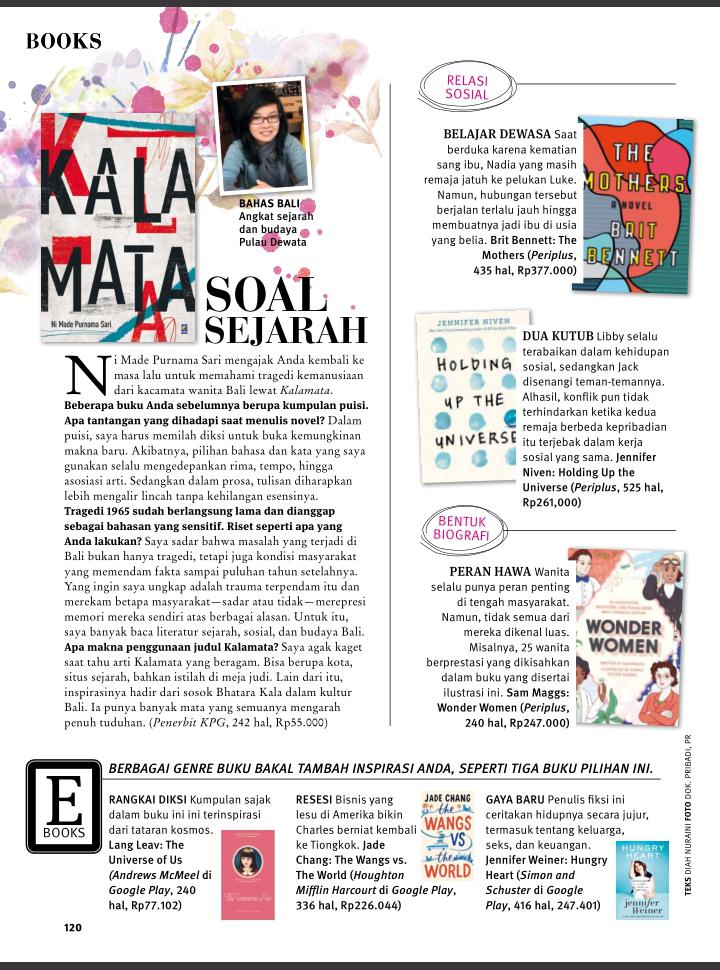 BOOKS
KALA
MATA
Ni Made Purnama Sari
BAHAS BALI
Angkat sejarah
dan budaya
Pulau Dewata
SOAL
SEJARAH
Ni Made Purnama Sari mengajak Anda kembali ke
masa lalu untuk memahami tragedi kemanusiaan
dari kacamata wanita Bali lewat Kalamata.
Beberapa buku Anda sebelumnya berupa kumpulan puisi.
Apa tantangan yang dihadapi saat menulis novel? Dalam
puisi, saya harus memilah diksi untuk buka kemungkinan
makna baru. Akibatnya, pilihan bahasa dan kata yang saya
gunakan selalu mengedepankan rima, tempo, hingga
asosiasi arti. Sedangkan dalam prosa, tulisan diharapkan
lebih mengalir lincah tanpa kehilangan esensinya.
Tragedi 1965 sudah berlangsung lama dan dianggap
sebagai bahasan yang sensitif. Riset seperti apa yang
Anda lakukan? Saya sadar bahwa masalah yang terjadi di
Bali bukan hanya tragedi, tetapi juga kondisi masyarakat
yang memendam fakta sampai puluhan tahun setelahnya.
Yang ingin saya ungkap adalah trauma terpendam itu dan
merekam betapa masyarakat—sadar atau tidak—merepresi
memori mereka sendiri atas berbagai alasan. Untuk itu,
saya banyak baca literatur sejarah, sosial, dan budaya Bali.
Apa makna penggunaan judul Kalamata? Saya agak kaget
saat tahu arti Kalamata yang beragam. Bisa berupa kota,
situs sejarah, bahkan istilah di meja judi. Lain dari itu,
inspirasinya hadir dari sosok Bhatara Kala dalam kultur
Bali. Ia punya banyak mata yang semuanya mengarah
penuh tuduhan. (Penerbit KPG, 242 hal, Rp55.000)
RELASI
SOSIAL
BELAJAR DEWASA Saat
berduka karena kematian
sang ibu, Nadia yang masih
remaja jatuh ke pelukan Luke.
Namun, hubungan tersebut
berjalan terlalu jauh hingga
membuatnya jadi ibu di usia
yang belia. Brit Bennett: The
Mothers (Periplus,
435 hal, Rp377.000)
THE
MOTHERS
A NOVEL
BRIT
BENNETT
JENNIFER NIVEN
HOLDING
UP THE
UNIVERSE
DUA KUTUB Libby selalu
terabaikan dalam kehidupan
sosial, sedangkan Jack
disenangi teman-temannya.
Alhasil, konflik pun tidak
terhindarkan ketika kedua
remaja berbeda kepribadian
itu terjebak dalam kerja
sosial yang sama. Jennifer
Niven: Holding Up the
Universe (Periplus, 525 hal,
Rp261,000)
BENTUK
BIOGRAFI
PERAN HAWA Wanita
selalu punya peran penting
di tengah masyarakat.
Namun, tidak semua dari
mereka dikenal luas.
Misalnya, 25 wanita
berprestasi yang dikisahkan
dalam buku yang disertai
ilustrasi ini. Sam Maggs:
Wonder Women (Periplus,
240 hal, Rp247.000)
WONDER
WOMEN
E
BOOKS
BERBAGAI GENRE BUKU BAKAL TAMBAH INSPIRASI ANDA, SEPERTI TIGA BUKU PILIHAN INI.
RANGKAI DIKSI Kumpulan sajak
dalam buku ini ini terinspirasi
dari tataran kosmos.
Lang Leav: The
Universe of Us
(Andrews McMeel di
Google Play, 240
hal, Rp77.102)
RESESI Bisnis yang
lesu di Amerika bikin
Charles berniat kembali
ke Tiongkok. Jade
Chang: The Wangs vs.
The World (Houghton
Mifflin Harcourt di Google Play,
336 hal, Rp226.044)
JADE CHANG
the
WANGS
VS
the
WORLD
GAYA BARU Penulis fiksi ini
ceritakan hidupnya secara jujur,
termasuk tentang keluarga,
seks, dan keuangan.
Jennifer Weiner: Hungry
Heart (Simon and
Schuster di Google
Play, 416 hal, 247.401)
HUNGRY
HEART
jennifer
Weiner
TEKS DIAH NURAINI FOTO DOK. PRIBADI, PR
120